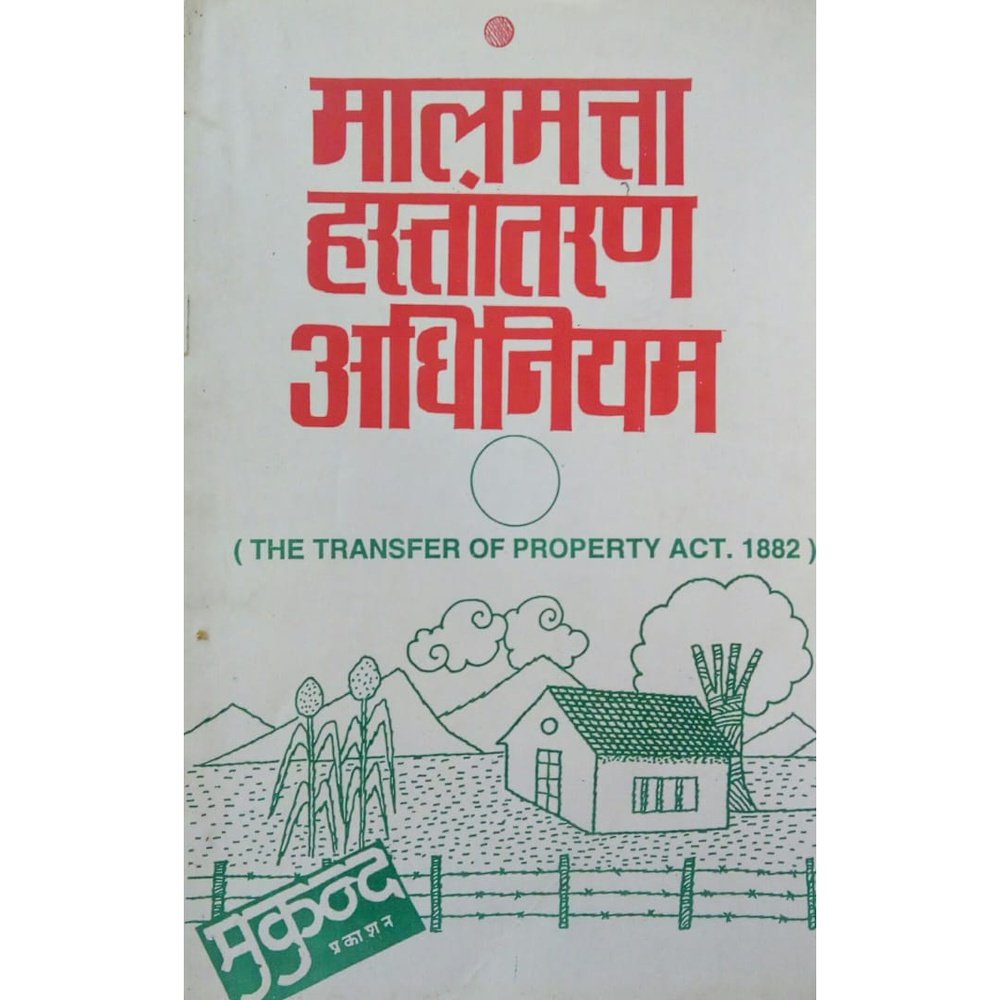 मालमत्ता
हस्तांतरण
अधिनियम
( THE TRANSFER OF PROPERTY ACT. 1882 )
मुकुन्द
प्रकाशन